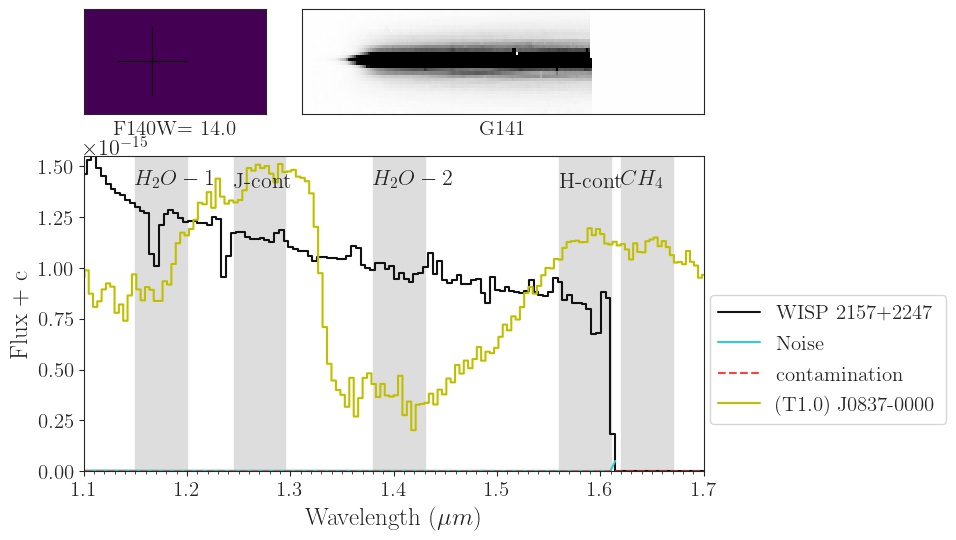 F140W= 14.0
G141
×10⁻¹⁵
H₂O − 1
J-cont
H₂O − 2
H-cont
CH₄
1.50
1.25
1.00
0.75
0.50
0.25
0.00
Flux + c
1.1 1.2 1.3 1.4 1.5 1.6 1.7
Wavelength (μm)
WISP 2157+2247
Noise
contamination
(T1.0) J0837-0000